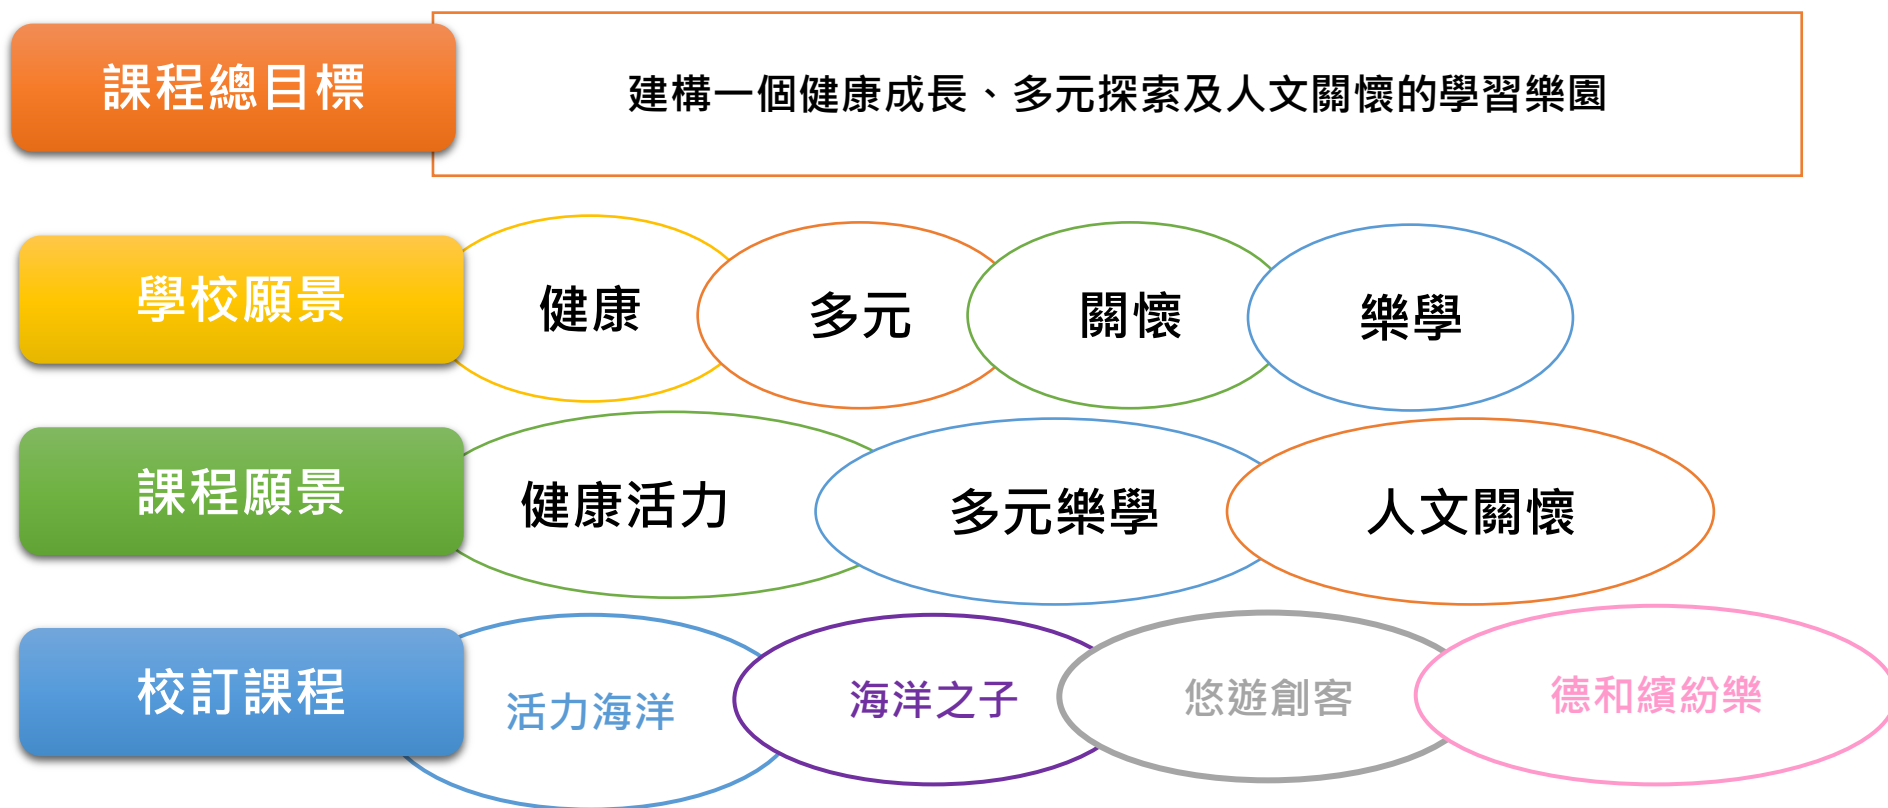 課程總目標
建構一個健康成長、多元探索及人文關懷的學習樂園
學校願景
健康
多元
關懷
樂學
課程願景
健康活力
多元樂學
人文關懷
校訂課程
活力海洋
海洋之子
悠遊創客
德和繽紛樂